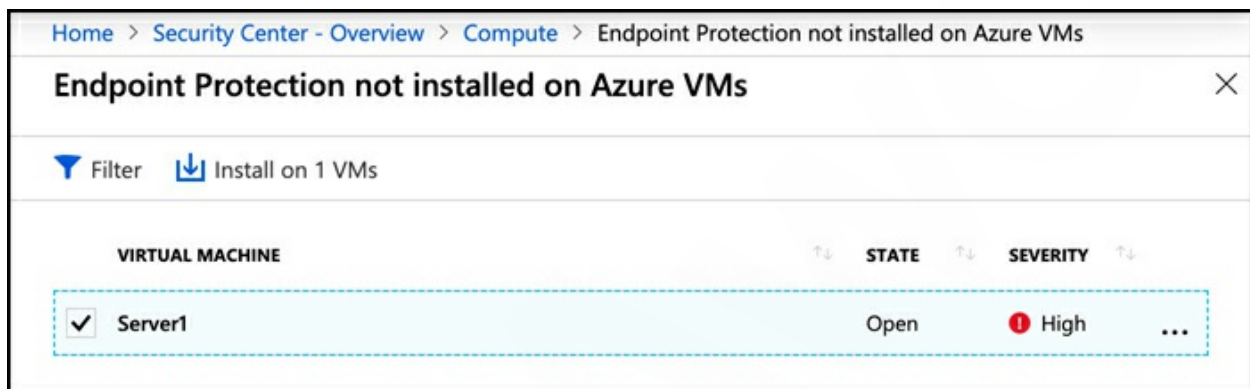 Home > Security Center - Overview > Compute > Endpoint Protection not installed on Azure VMs
Endpoint Protection not installed on Azure VMs
Filter Install on 1 VMs
VIRTUAL MACHINE STATE SEVERITY
Server1 Open High ...